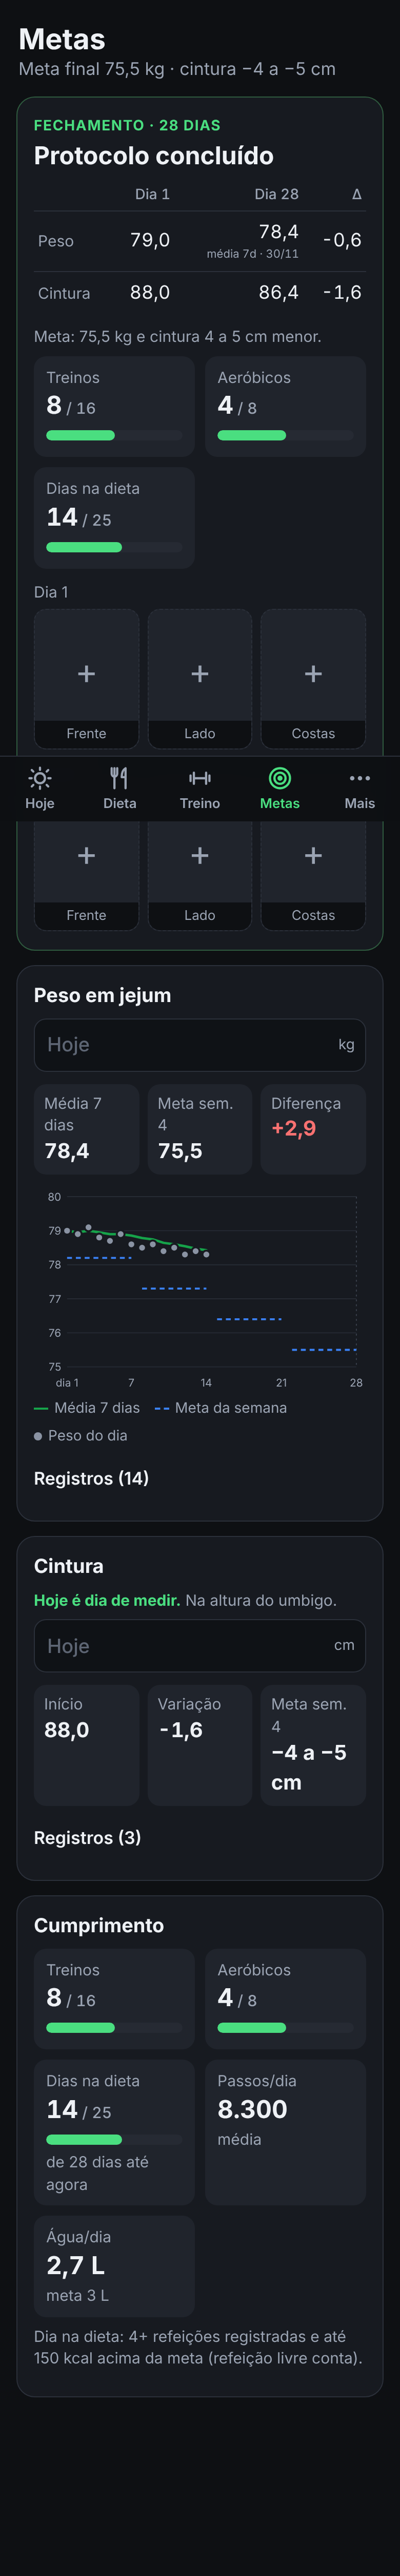 Metas
Meta final 75,5 kg · cintura −4 a −5 cm
FECHAMENTO · 28 DIAS
Protocolo concluído
Dia 1 Dia 28 Δ
Peso 79,0 78,4 -0,6
média 7d · 30/11
Cintura 88,0 86,4 -1,6
Meta: 75,5 kg e cintura 4 a 5 cm menor.
Treinos
8 / 16
Aeróbicos
4 / 8
Dias na dieta
14 / 25
Dia 1
+ + +
Frente Lado Costas
Hoje Dieta Treino Metas Mais
+ + +
Frente Lado Costas
Peso em jejum
Hoje kg
Média 7
dias
78,4
Meta sem.
4
75,5
Diferença
+2,9
80
79
78
77
76
75
dia 1 7 14 21 28
Média 7 dias Meta da semana
Peso do dia
Registros (14)
Cintura
Hoje é dia de medir. Na altura do umbigo.
Hoje cm
Início
88,0
Variação
-1,6
Meta sem.
4
−4 a −5
cm
Registros (3)
Cumprimento
Treinos
8 / 16
Aeróbicos
4 / 8
Dias na dieta
14 / 25
de 28 dias até
agora
Passos/dia
8.300
média
Água/dia
2,7 L
meta 3 L
Dia na dieta: 4+ refeições registradas e até
150 kcal acima da meta (refeição livre conta).